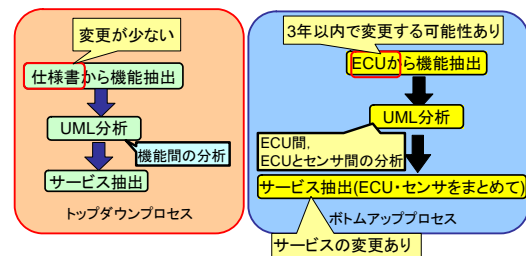 変更が少ない
仕様書から機能抽出
UML分析
機能間の分析
サービス抽出
トップダウンプロセス
3年以内で変更する可能性あり
ECUから機能抽出
UML分析
ECU間,
ECUとセンサ間の分析
サービス抽出(ECU・センサをまとめて)
ボトムアッププロセス
サービスの変更あり